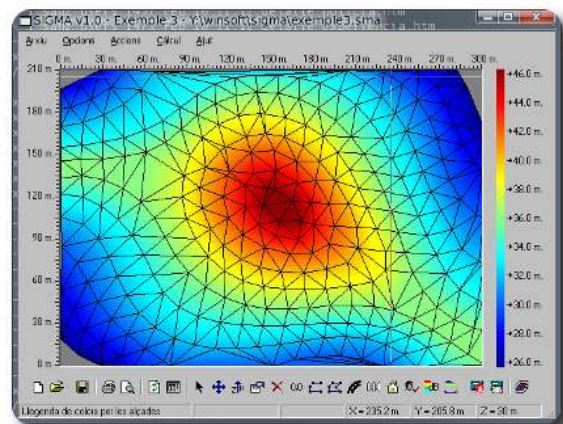 SIGMA v1.0 - Exemple 3 - Y:\winsoft\sigma\exemple3.sma
Arxiu Opcions Accions Càlcul Ajut
0 m. 30 m. 60 m. 90 m. 120 m. 150 m. 180 m. 210 m. 240 m. 270 m. 300 m.
210 m.
180 m.
150 m.
120 m.
90 m.
60 m.
30 m.
0 m.
+46.0 m.
+44.0 m.
+42.0 m.
+40.0 m.
+38.0 m.
+36.0 m.
+34.0 m.
+32.0 m.
+30.0 m.
+28.0 m.
+26.0 m.
Llegenda de colors per les alçades X = 235.2 m Y = 205.8 m Z = 30 m